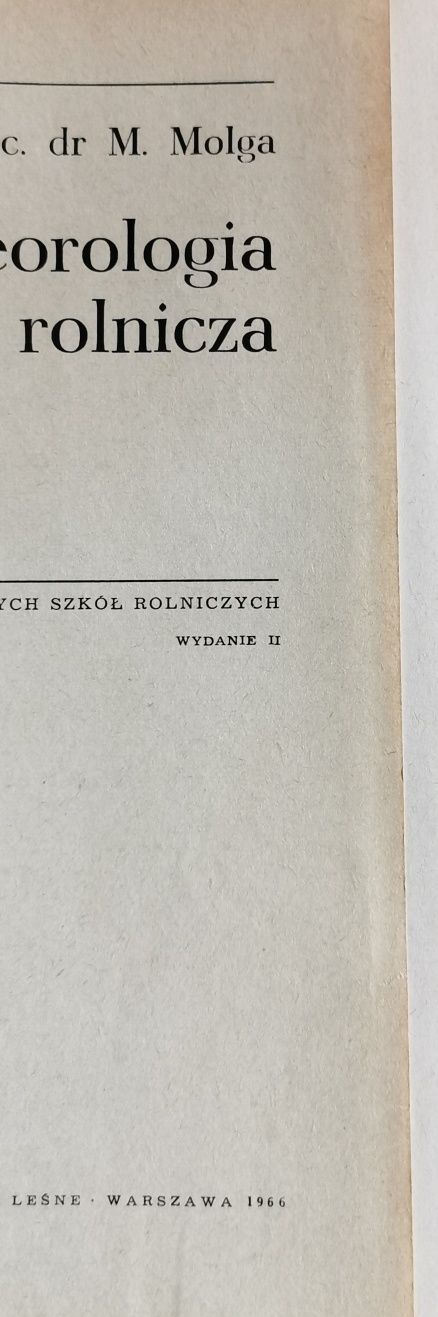 c. dr M. Molga
eorologia
rolnicza
YCH SZKÓŁ ROLNICZYCH
WYDANIE II
LEŚNE · WARSZAWA 1966